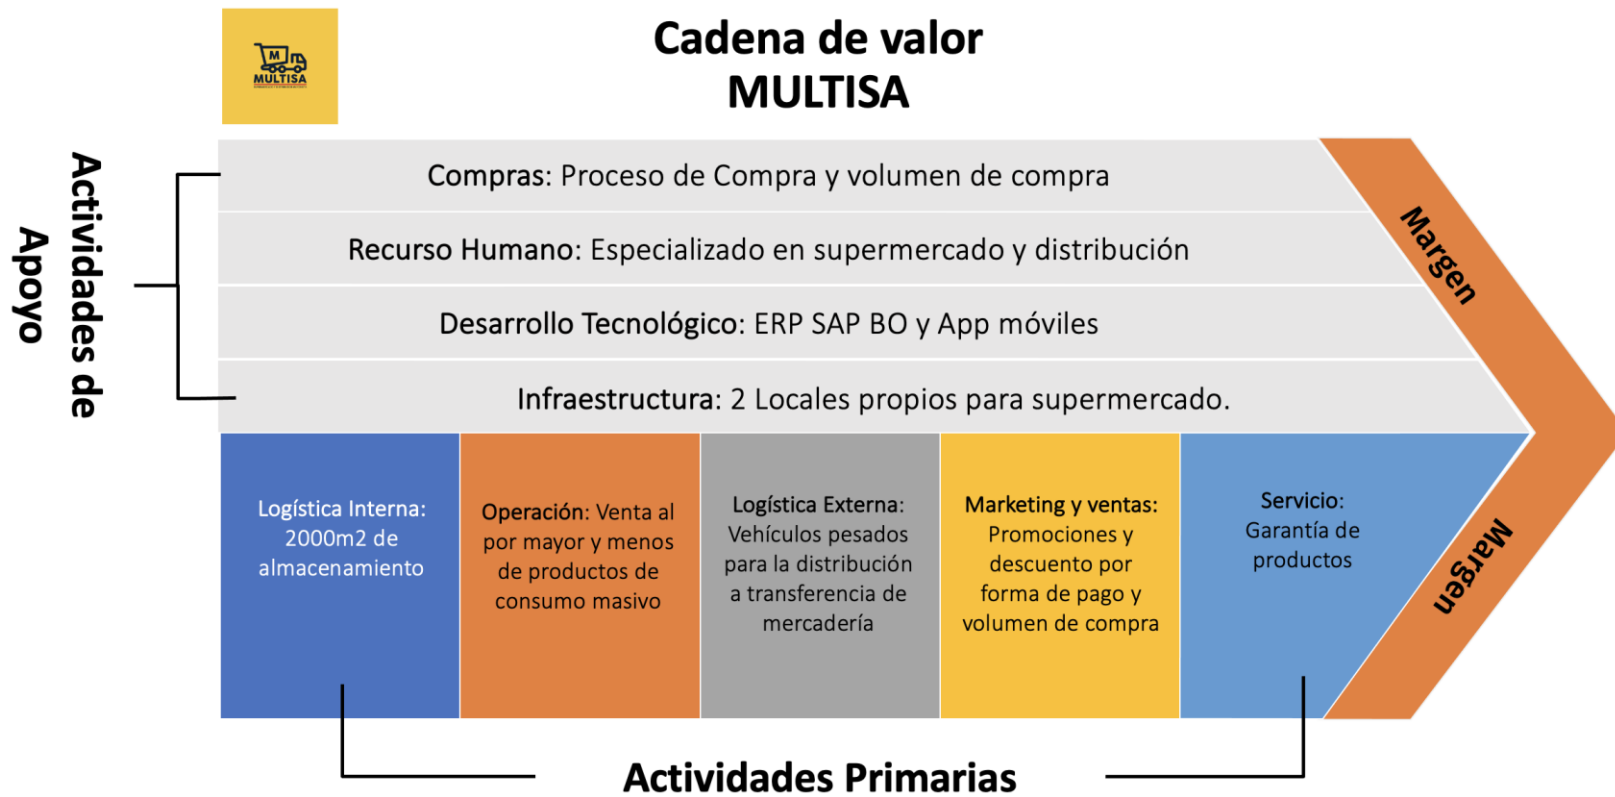 M
MULTISA
Cadena de valor
MULTISA
Actividades de
Apoyo
Compras: Proceso de Compra y volumen de compra
Recurso Humano: Especializado en supermercado y distribución
Desarrollo Tecnológico: ERP SAP BO y App móviles
Infraestructura: 2 Locales propios para supermercado.
Margen
Margen
Logística Interna:
2000m2 de
almacenamiento
Operación: Venta al
por mayor y menos
de productos de
consumo masivo
Logística Externa:
Vehículos pesados
para la distribución
a transferencia de
mercadería
Marketing y ventas:
Promociones y
descuento por
forma de pago y
volumen de compra
Servicio:
Garantía de
productos
Actividades Primarias